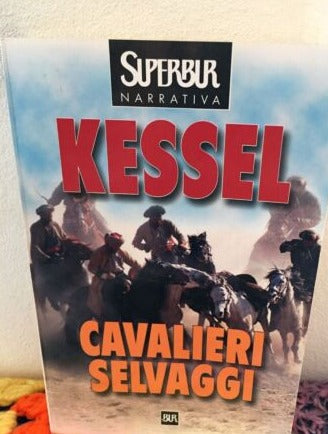 SUPERBUR
NARRATIVA
KESSEL
CAVALIERI
SELVAGGI
BUR